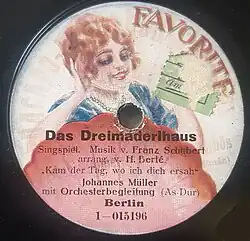 FAVORITE
Das Dreimäderlhaus
Singspiel. Musik v. Franz Schubert
arrang. v. H. Berté
„Kam der Tag, wo ich dich ersah“
Johannes Müller
mit Orchesterbegleitung (As-Dur)
Berlin
1-015196